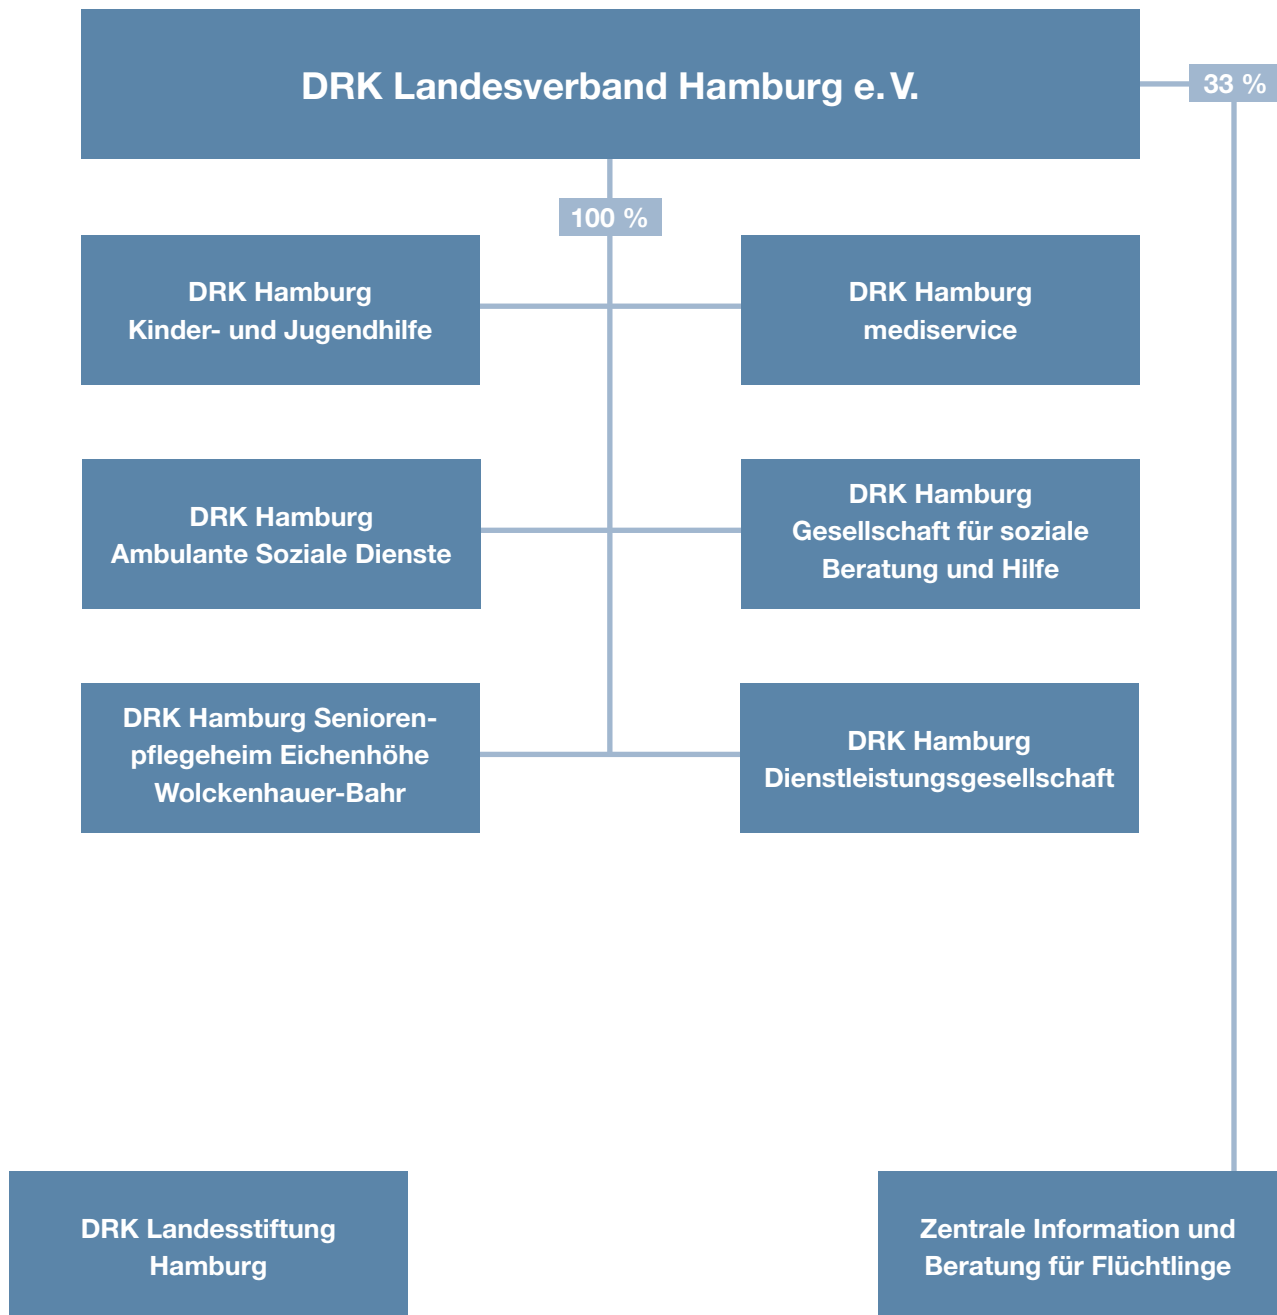 DRK Landesverband Hamburg e. V.
33 %
100 %
DRK Hamburg
Kinder- und Jugendhilfe
DRK Hamburg
mediservice
DRK Hamburg
Ambulante Soziale Dienste
DRK Hamburg
Gesellschaft für soziale
Beratung und Hilfe
DRK Hamburg Senioren-
pflegeheim Eichenhöhe
Wolckenhauer-Bahr
DRK Hamburg
Dienstleistungsgesellschaft
DRK Landesstiftung
Hamburg
Zentrale Information und
Beratung für Flüchtlinge